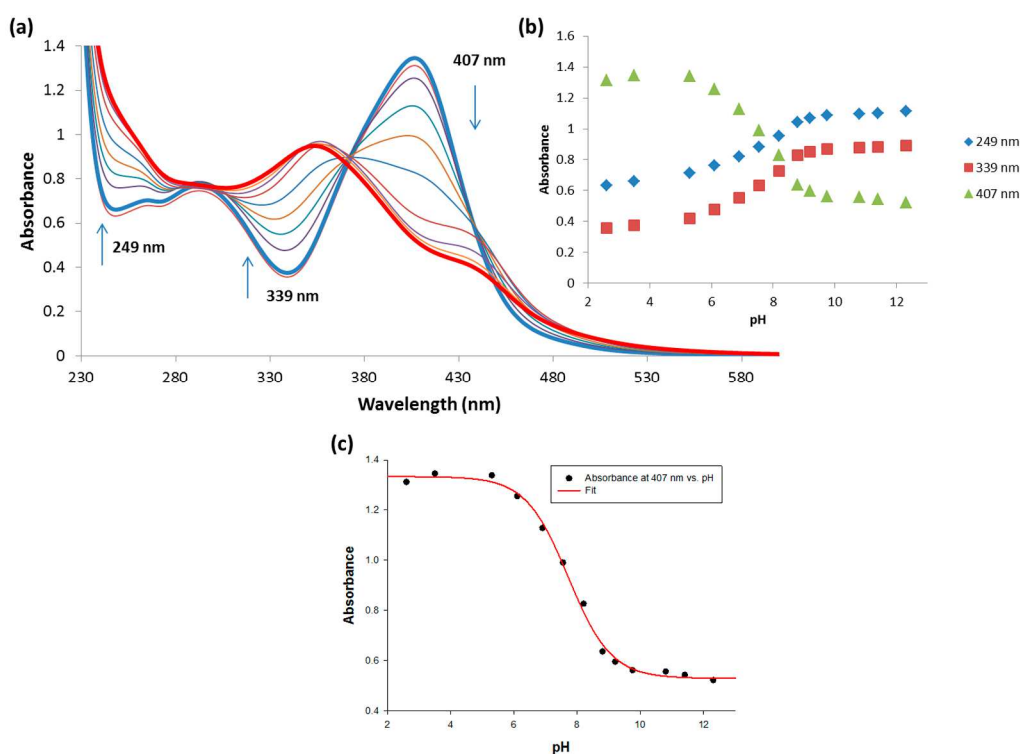 (a)
1.4
1.2
1
0.8
0.6
0.4
0.2
0
Absorbance
407 nm
249 nm
339 nm
230 280 330 380 430 480 530 580
Wavelength (nm)
(b)
1.6
1.4
1.2
1
0.8
0.6
0.4
0.2
0
Absorbance
249 nm
339 nm
407 nm
2 4 6 8 10 12
pH
(c)
1.4
1.2
1.0
0.8
0.6
0.4
Absorbance
Absorbance at 407 nm vs. pH
Fit
2 4 6 8 10 12
pH